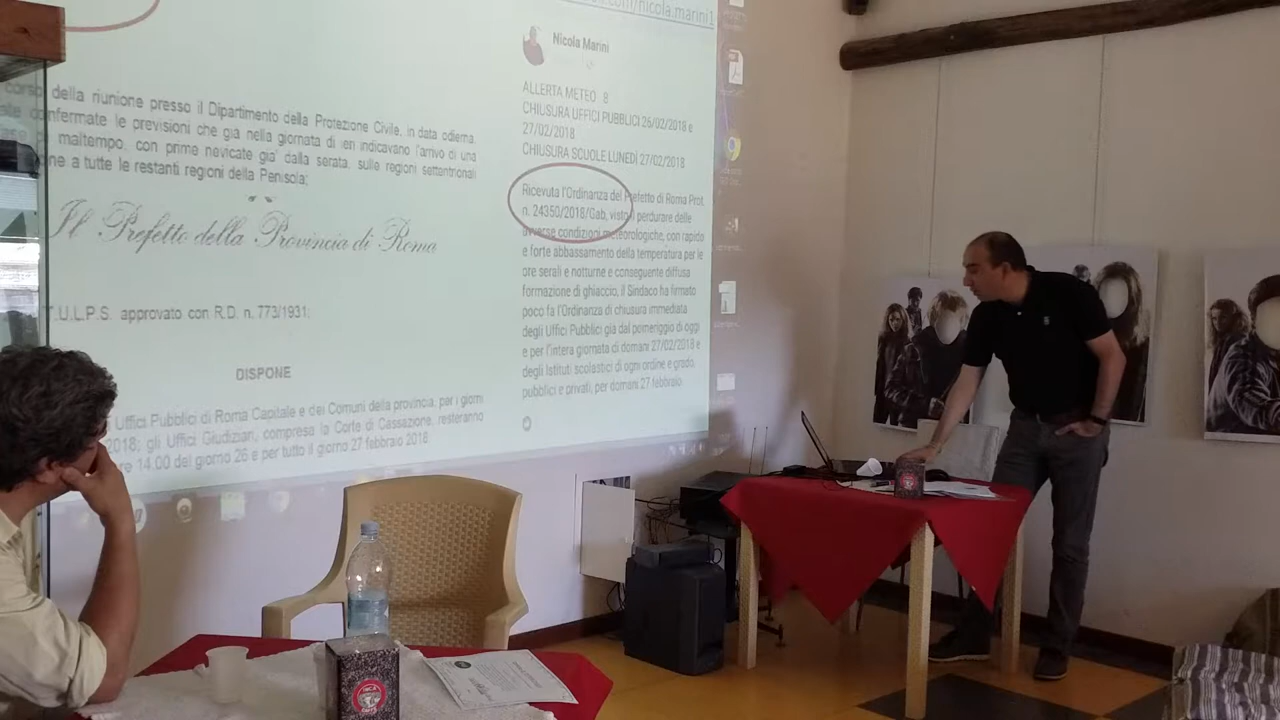 .com/nicola.marini1
corso della riunione presso il Dipartimento della Protezione Civile, in data odierna,
confermate le previsioni che già nella giornata di eri indicavano l'arrivo di una
maltempo, con prime nevicate gia' dalla serata, sulle regioni settentrionali
one a tutte le restanti regioni della Penisola;
Il Prefetto della Provincia di Roma
T.U.L.P.S. approvato con R.D. n. 773/1931;
DISPONE
Uffici Pubblici di Roma Capitale e dei Comuni della provincia, per i giorni
2018; gli Uffici Giudiziari, compresa la Corte di Cassazione, resteranno
re 14.00 del giorno 26 e per tutto il giorno 27 febbraio 2018.
Nicola Marini
ALLERTA METEO 8
CHIUSURA UFFICI PUBBLICI 26/02/2018 e
27/02/2018
CHIUSURA SCUOLE LUNEDÌ 27/02/2018
Ricevuta l'Ordinanza del Prefetto di Roma Prot.
n. 24350/2018/Gab, visto il perdurare delle
avverse condizioni meteorologiche, con rapido
e forte abbassamento della temperatura per le
ore serali e notturne e conseguente diffusa
formazione di ghiaccio, il Sindaco ha firmato
poco fa l'Ordinanza di chiusura immediata
degli Uffici Pubblici già dal pomeriggio di oggi
e per l'intera giornata di domani 27/02/2018 e
degli Istituti scolastici di ogni ordine e grado,
pubblici e privati, per domani 27 febbraio.